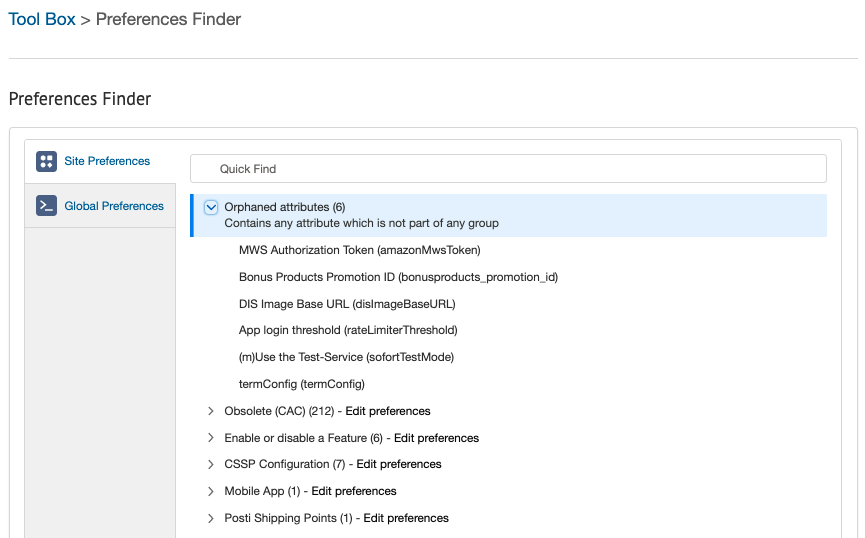 Tool Box > Preferences Finder
Preferences Finder
Site Preferences
Global Preferences
Quick Find
Orphaned attributes (6)
Contains any attribute which is not part of any group
MWS Authorization Token (amazonMwsToken)
Bonus Products Promotion ID (bonusproducts_promotion_id)
DIS Image Base URL (disImageBaseURL)
App login threshold (rateLimiterThreshold)
(m)Use the Test-Service (sofortTestMode)
termConfig (termConfig)
Obsolete (CAC) (212) - Edit preferences
Enable or disable a Feature (6) - Edit preferences
CSSP Configuration (7) - Edit preferences
Mobile App (1) - Edit preferences
Posti Shipping Points (1) - Edit preferences